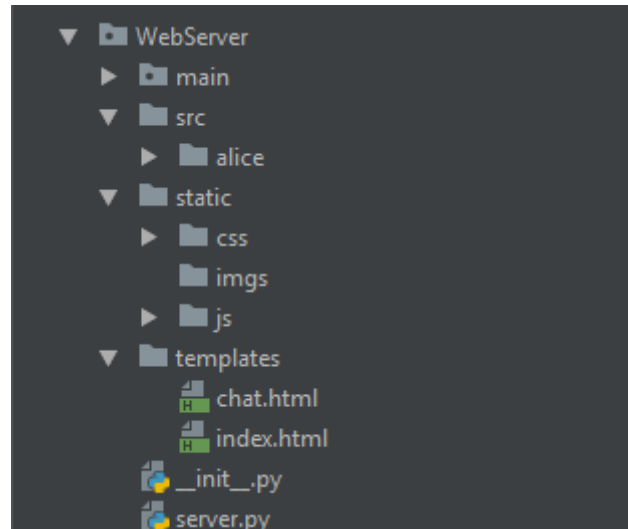 WebServer
main
src
alice
static
css
imgs
js
templates
chat.html
index.html
__init__.py
server.py